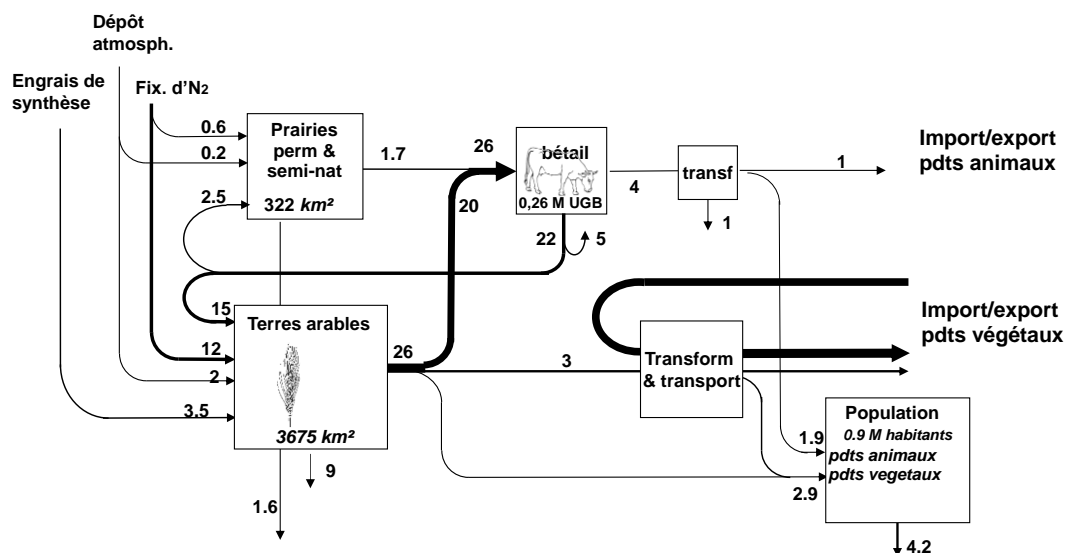 Dépôt
atmosph.
Engrais de
synthèse
Fix. d'N2
0.6
0.2
2.5
Prairies
perm &
semi-nat
322 km²
1.7
26
20
bétail
0,26 M UGB
22
5
4
transf
1
1
Import/export
pdts animaux
15
12
2
3.5
Terres arables
3675 km²
26
9
1.6
3
Transform
& transport
Import/export
pdts végétaux
Population
0.9 M habitants
pdts animaux
pdts vegetaux
1.9
2.9
4.2